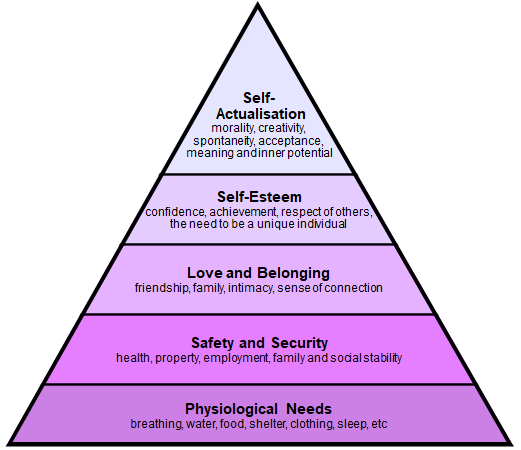 Self-
Actualisation
morality, creativity,
spontaneity, acceptance,
meaning and inner potential
Self-Esteem
confidence, achievement, respect of others,
the need to be a unique individual
Love and Belonging
friendship, family, intimacy, sense of connection
Safety and Security
health, property, employment, family and social stability
Physiological Needs
breathing, water, food, shelter, clothing, sleep, etc